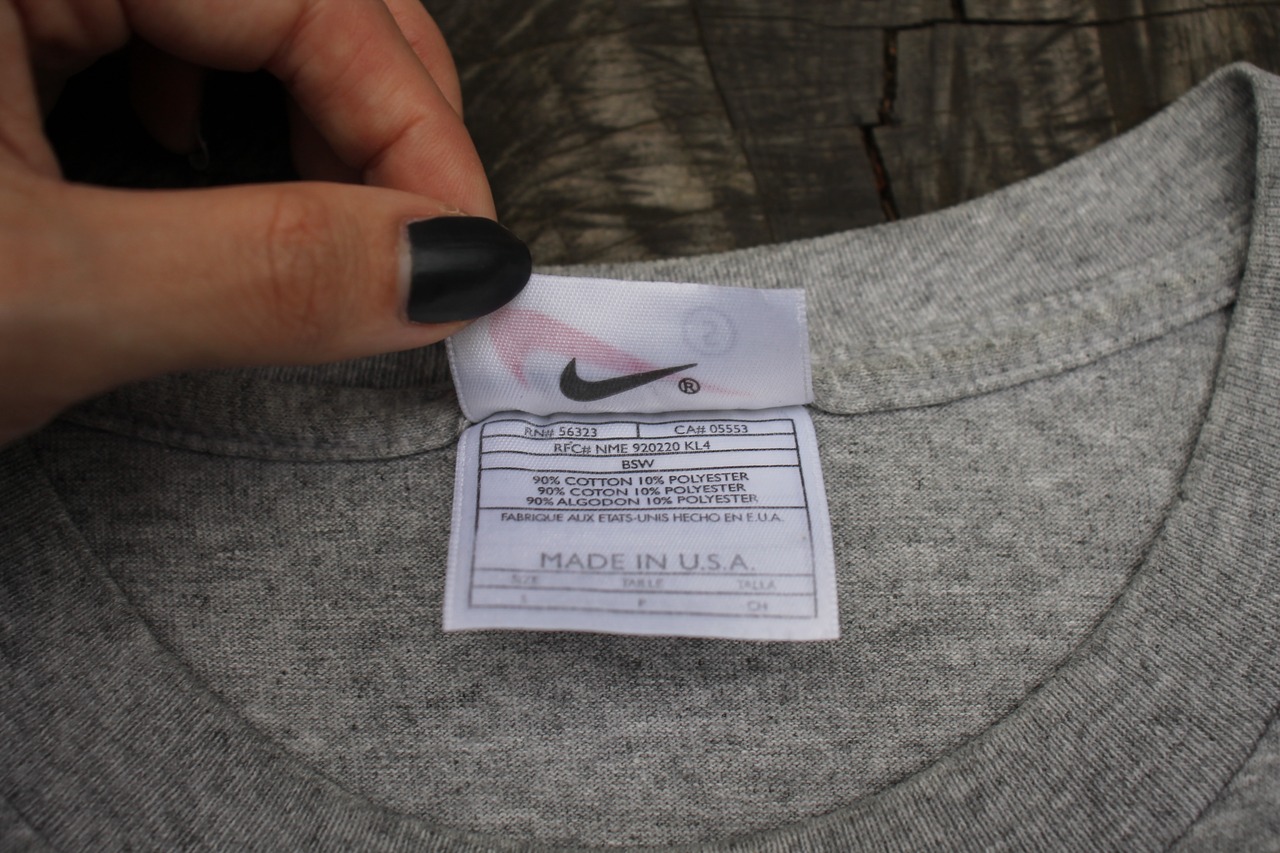 S
®
RN# 56323 CA# 05553
RFC# NME 920220 KL4
BSW
90% COTTON 10% POLYESTER
90% COTON 10% POLYESTER
90% ALGODON 10% POLYESTER
FABRIQUE AUX ETATS-UNIS HECHO EN E.U.A.
MADE IN U.S.A.
SIZE TAILLE TALLA
P CH